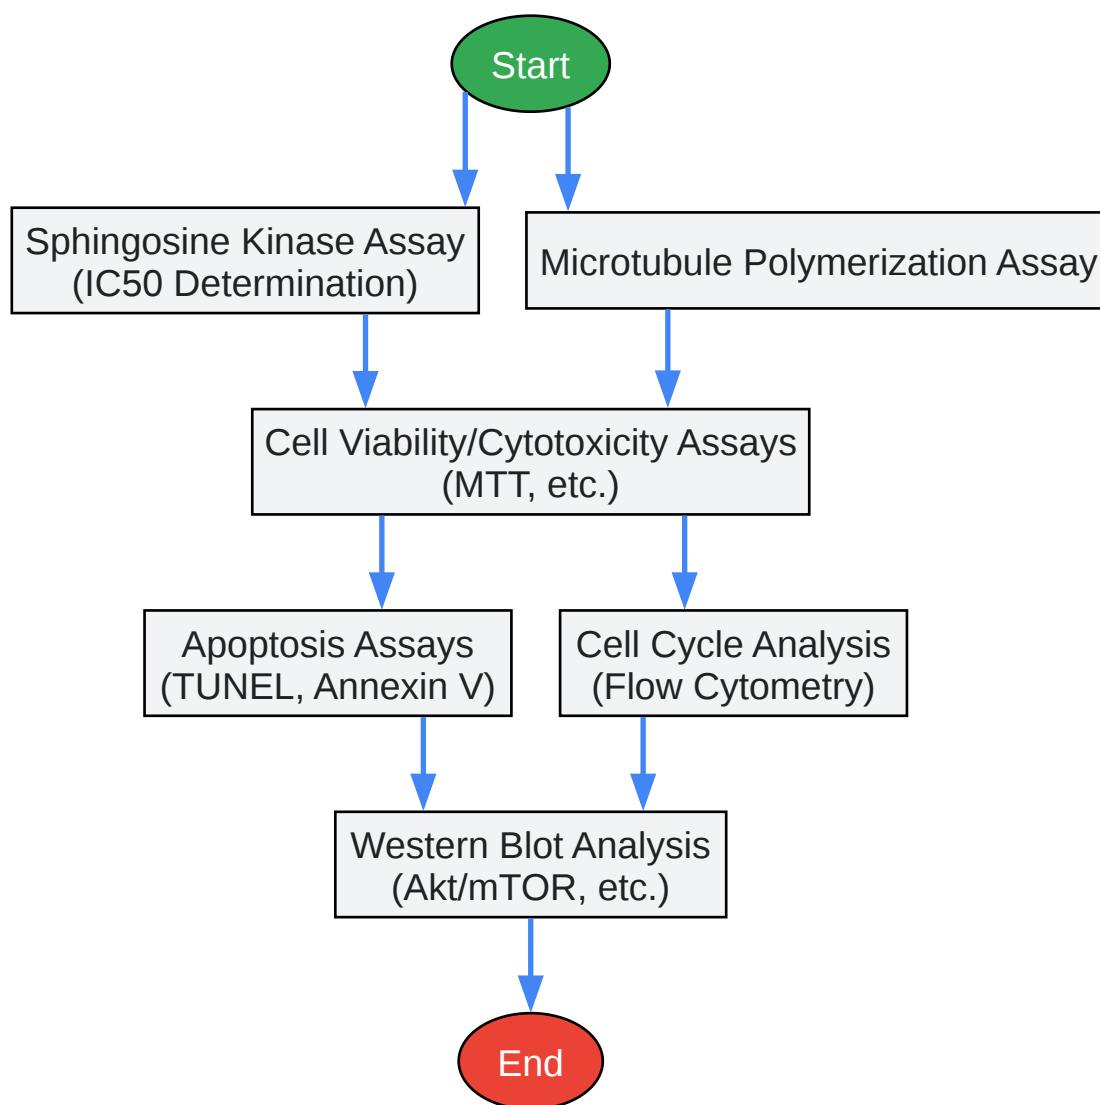 Start
Sphingosine Kinase Assay
(IC50 Determination)
Microtubule Polymerization Assay
Cell Viability/Cytotoxicity Assays
(MTT, etc.)
Apoptosis Assays
(TUNEL, Annexin V)
Cell Cycle Analysis
(Flow Cytometry)
Western Blot Analysis
(Akt/mTOR, etc.)
End